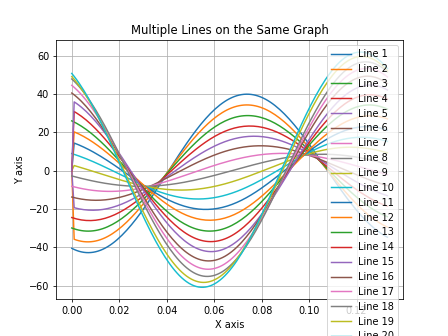 Multiple Lines on the Same Graph
Y axis
60
40
20
0
−20
−40
−60
0.00
0.02
0.04
0.06
0.08
0.10
X axis
Line 1
Line 2
Line 3
Line 4
Line 5
Line 6
Line 7
Line 8
Line 9
Line 10
Line 11
Line 12
Line 13
Line 14
Line 15
Line 16
Line 17
Line 18
Line 19
Line 20